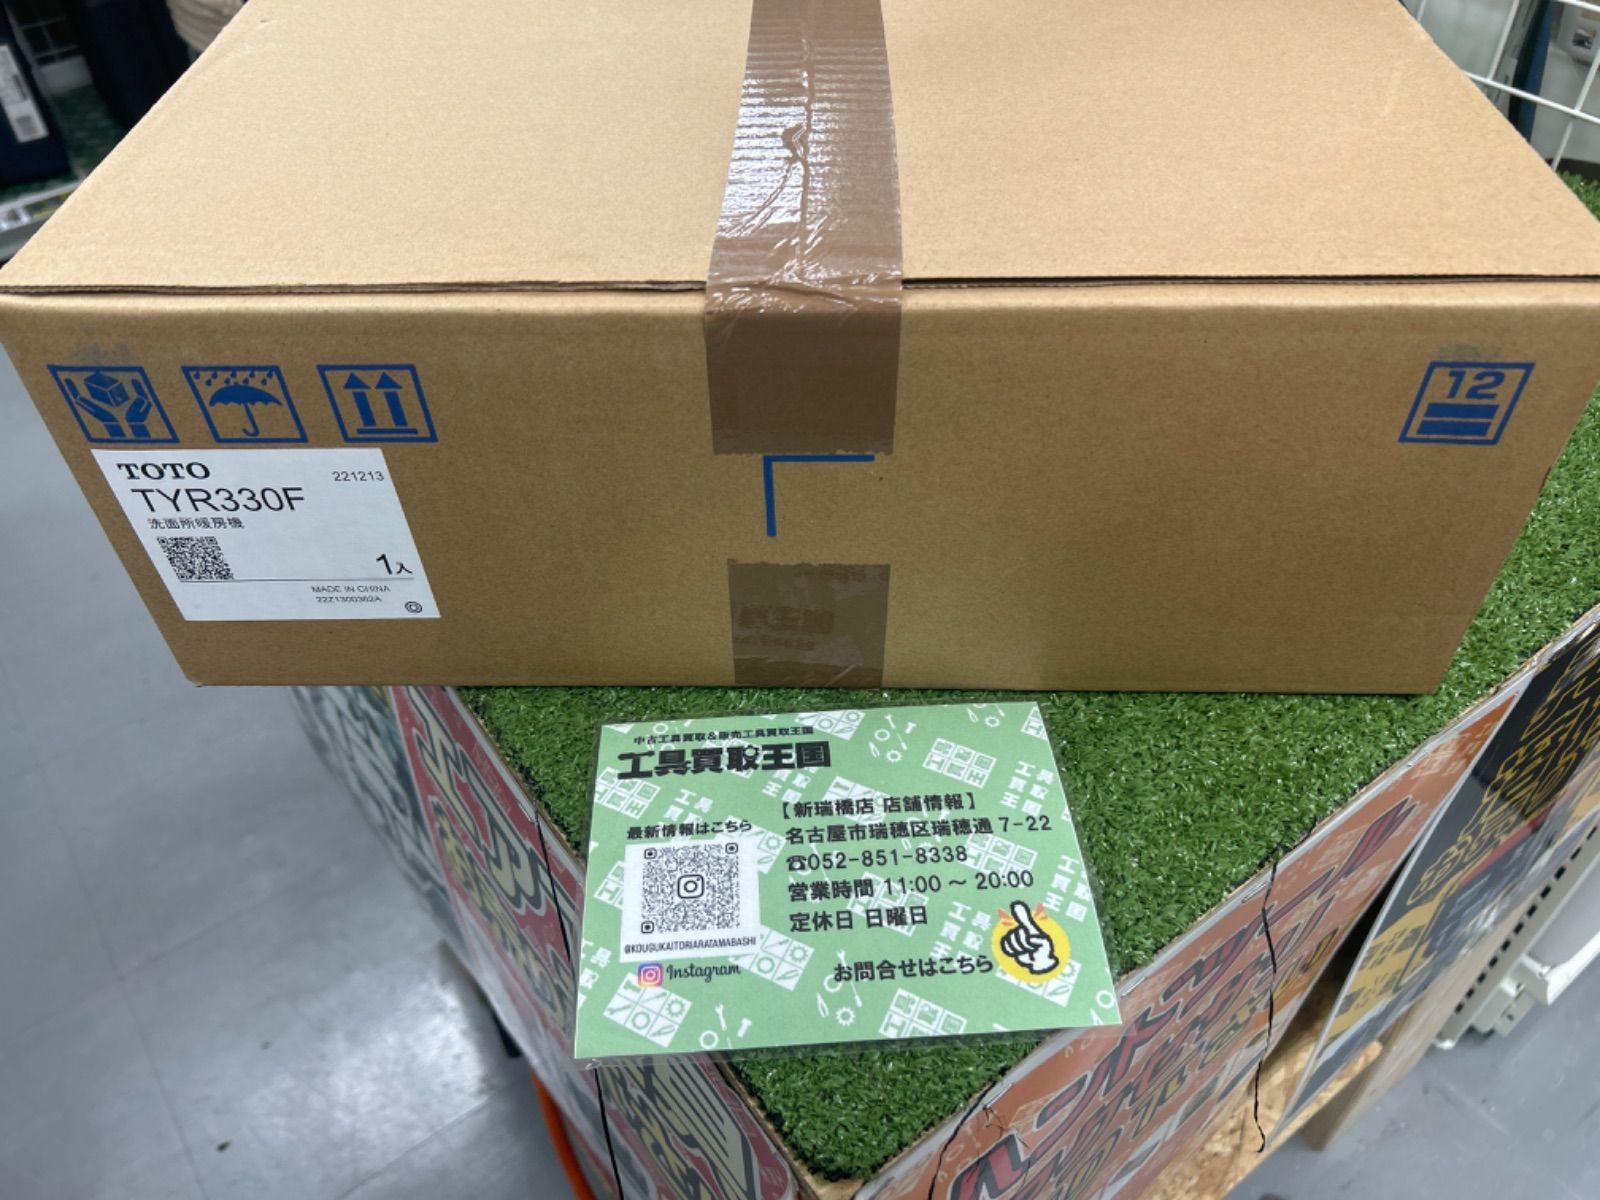 12
TOTO
221213
TYR330F
洗面所暖房機
1入
MADE IN CHINA
22Z1300362A
中古工具買取&販売工具買取王国
工具買取王国
【新瑞橋店 店舗情報】
名古屋市瑞穂区瑞穂通 7-22
☎052-851-8338
営業時間 11:00 ~ 20:00
定休日 日曜日
お問合せはこちら
最新情報はこちら
@KOUGUKAITORIARATAMABASHI
Instagram